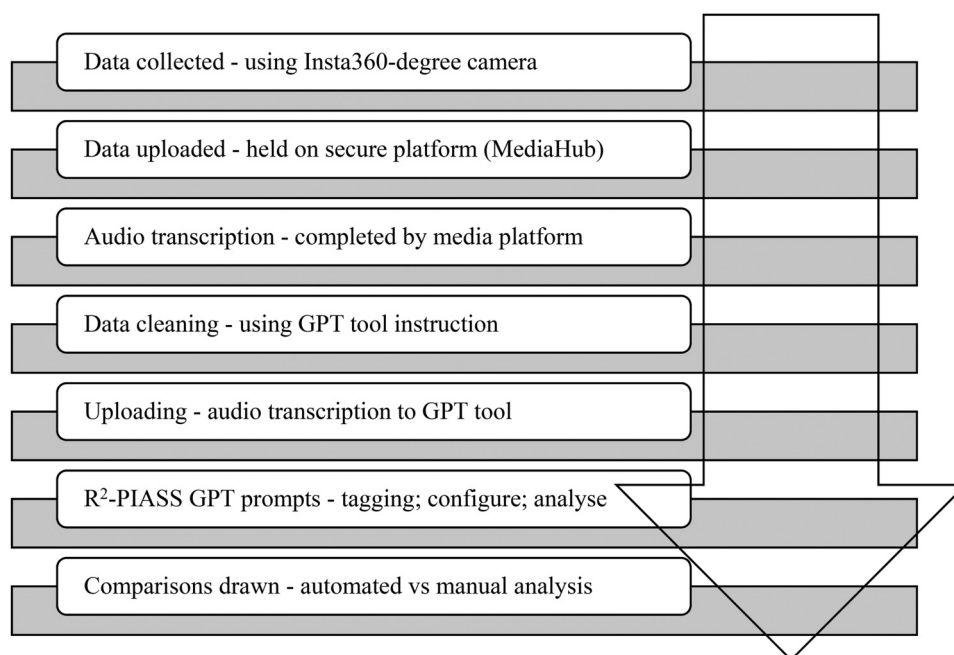 Data collected - using Insta360-degree camera
Data uploaded - held on secure platform (MediaHub)
Audio transcription - completed by media platform
Data cleaning - using GPT tool instruction
Uploading - audio transcription to GPT tool
R²-PIASS GPT prompts - tagging; configure; analyse
Comparisons drawn - automated vs manual analysis